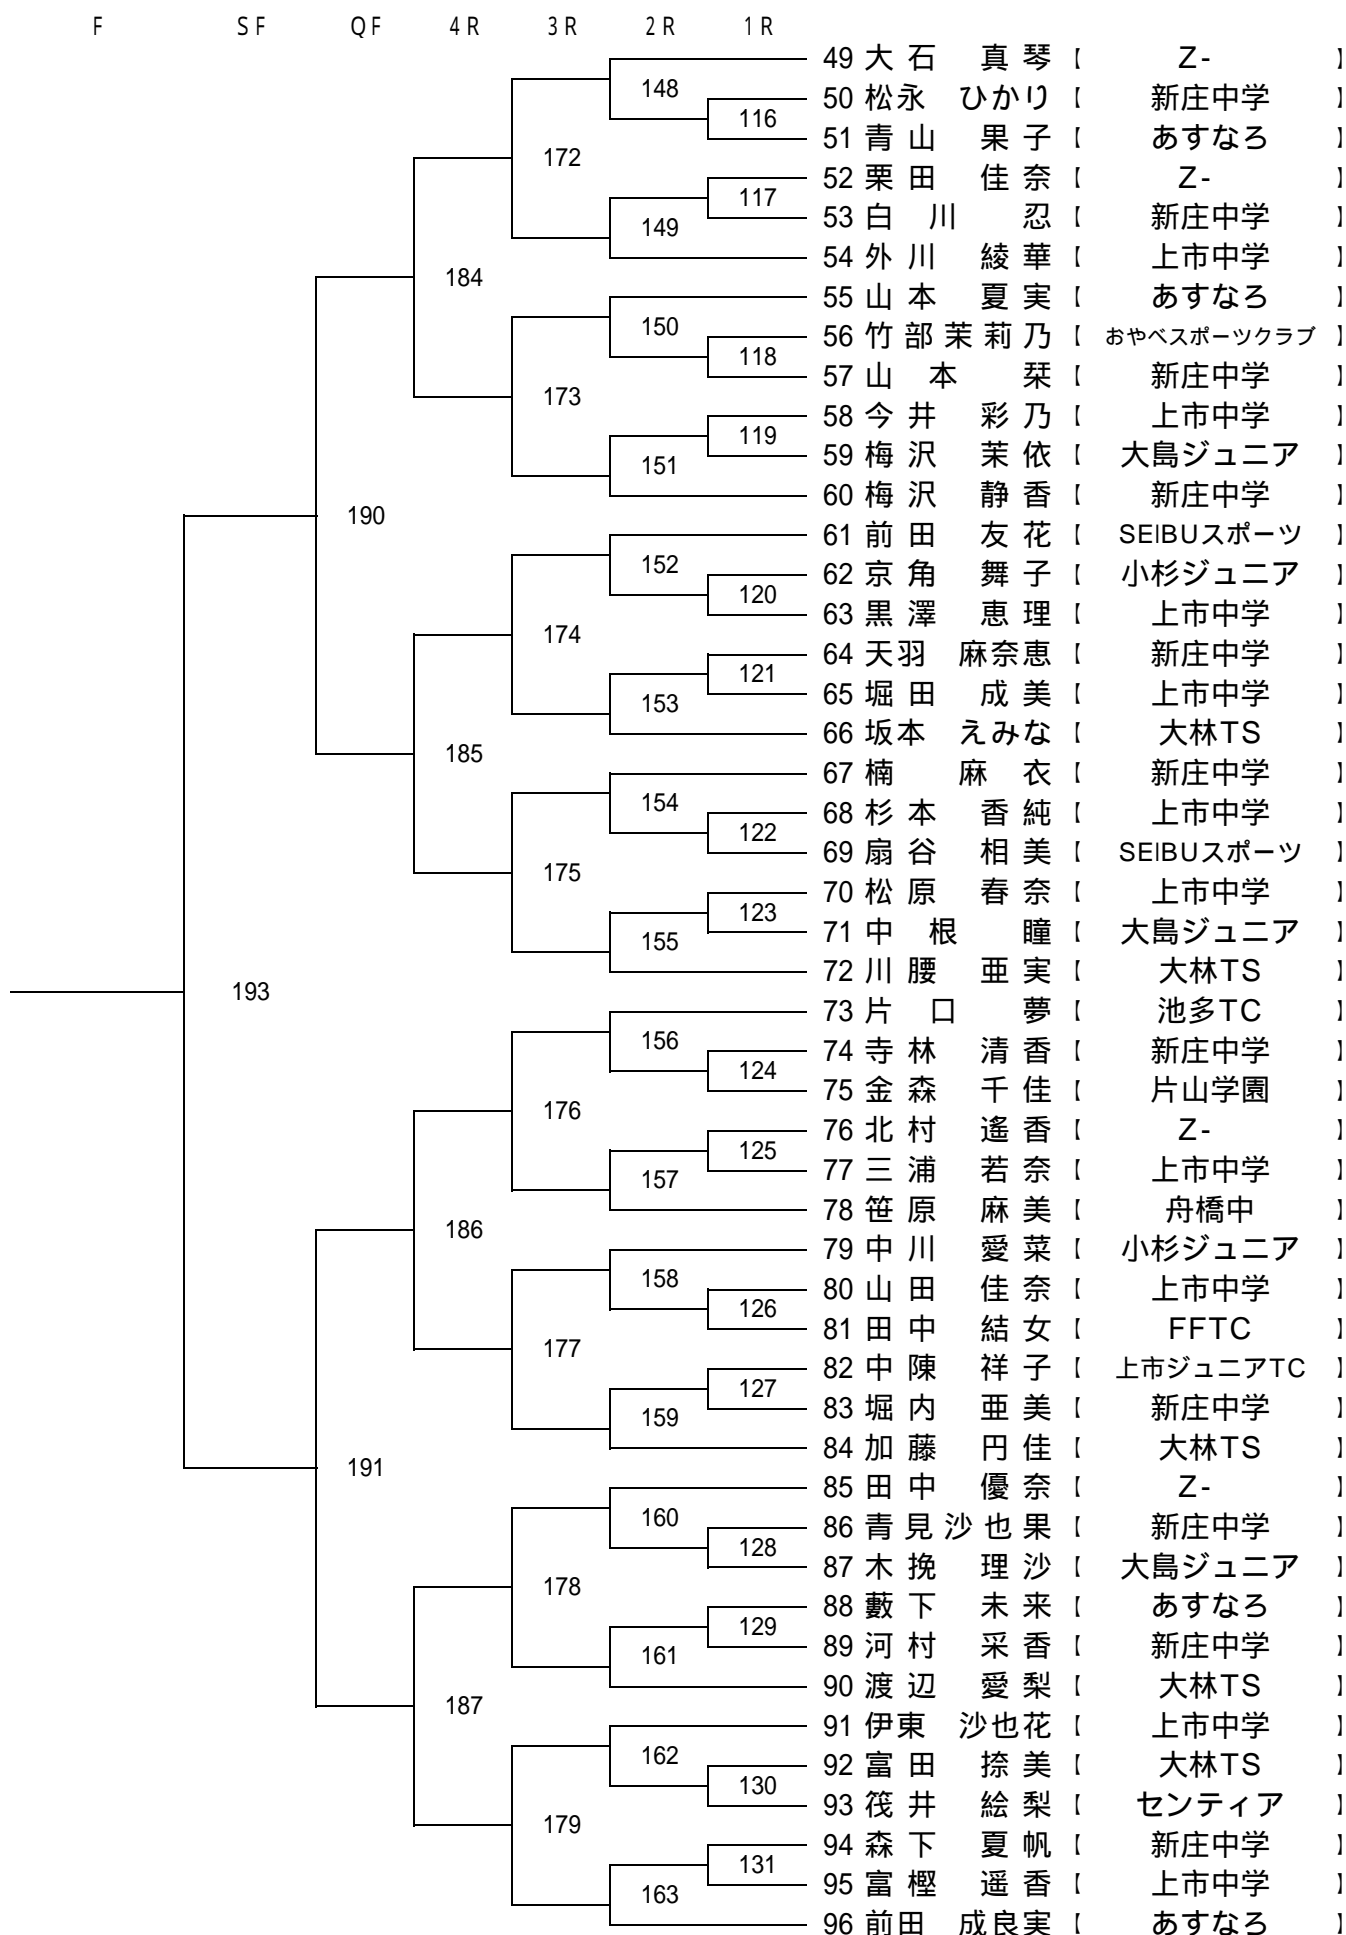 F SF QF 4R 3R 2R 1R
49 大石 真琴 【 Z- 】
148
50 松永 ひかり 【 新庄中学 】
116
51 青山 果子 【 あすなろ 】
172
52 栗田 佳奈 【 Z- 】
117
53 白川 忍 【 新庄中学 】
149
54 外川 綾華 【 上市中学 】
184
55 山本 夏実 【 あすなろ 】
150
56 竹部茉莉乃 【 おやべスポーツクラブ 】
118
57 山本 栞 【 新庄中学 】
173
58 今井 彩乃 【 上市中学 】
119
59 梅沢 茉依 【 大島ジュニア 】
151
60 梅沢 静香 【 新庄中学 】
190
61 前田 友花 【 SEIBUスポーツ 】
152
62 京角 舞子 【 小杉ジュニア 】
120
63 黒澤 恵理 【 上市中学 】
174
64 天羽 麻奈恵 【 新庄中学 】
121
65 堀田 成美 【 上市中学 】
153
66 坂本 えみな 【 大林TS 】
185
67 楠 麻衣 【 新庄中学 】
154
68 杉本 香純 【 上市中学 】
122
69 扇谷 相美 【 SEIBUスポーツ 】
175
70 松原 春奈 【 上市中学 】
123
71 中根 瞳 【 大島ジュニア 】
155
72 川腰 亜実 【 大林TS 】
193
73 片口 夢 【 池多TC 】
156
74 寺林 清香 【 新庄中学 】
124
75 金森 千佳 【 片山学園 】
176
76 北村 遙香 【 Z- 】
125
77 三浦 若奈 【 上市中学 】
157
78 笹原 麻美 【 舟橋中 】
186
79 中川 愛菜 【 小杉ジュニア 】
158
80 山田 佳奈 【 上市中学 】
126
81 田中 結女 【 FFTC 】
177
82 中陳 祥子 【 上市ジュニアTC 】
127
83 堀内 亜美 【 新庄中学 】
159
84 加藤 円佳 【 大林TS 】
191
85 田中 優奈 【 Z- 】
160
86 青見沙也果 【 新庄中学 】
128
87 木挽 理沙 【 大島ジュニア 】
178
88 藪下 未来 【 あすなろ 】
129
89 河村 采香 【 新庄中学 】
161
90 渡辺 愛梨 【 大林TS 】
187
91 伊東 沙也花 【 上市中学 】
162
92 富田 捺美 【 大林TS 】
130
93 筏井 絵梨 【 センティア 】
179
94 森下 夏帆 【 新庄中学 】
131
95 富樫 遥香 【 上市中学 】
163
96 前田 成良実 【 あすなろ 】